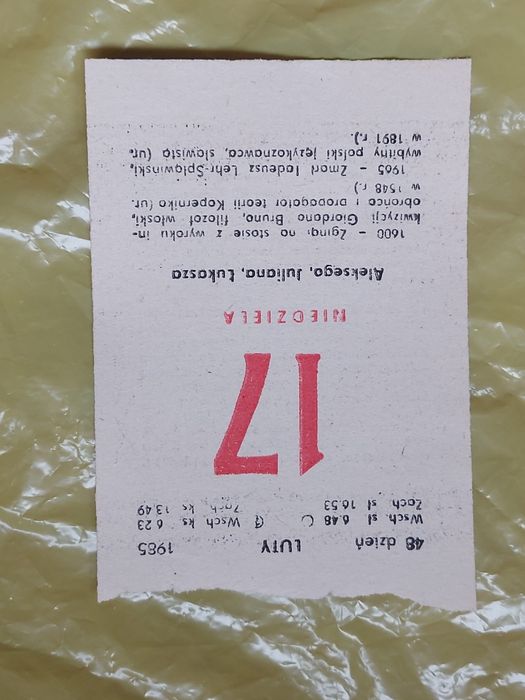 48 dzień LUTY 1985
Wsch. sł 6.48 Wsch ks 6.23
Zach sł 16.53 Zach ks. 13.49
17
NIEDZIELA
Aleksego, Juliana, Łukasza
1600 – Zginął na stosie z wyroku in-
kwizycji Giordano Bruno, filozof włoski,
obrońca i propagator teorii Kopernika (ur.
w 1548 r.)
1965 – Zmarł Tadeusz Lehr-Spławiński,
wybitny polski językoznawca, slawista (ur.
w 1891 r.).